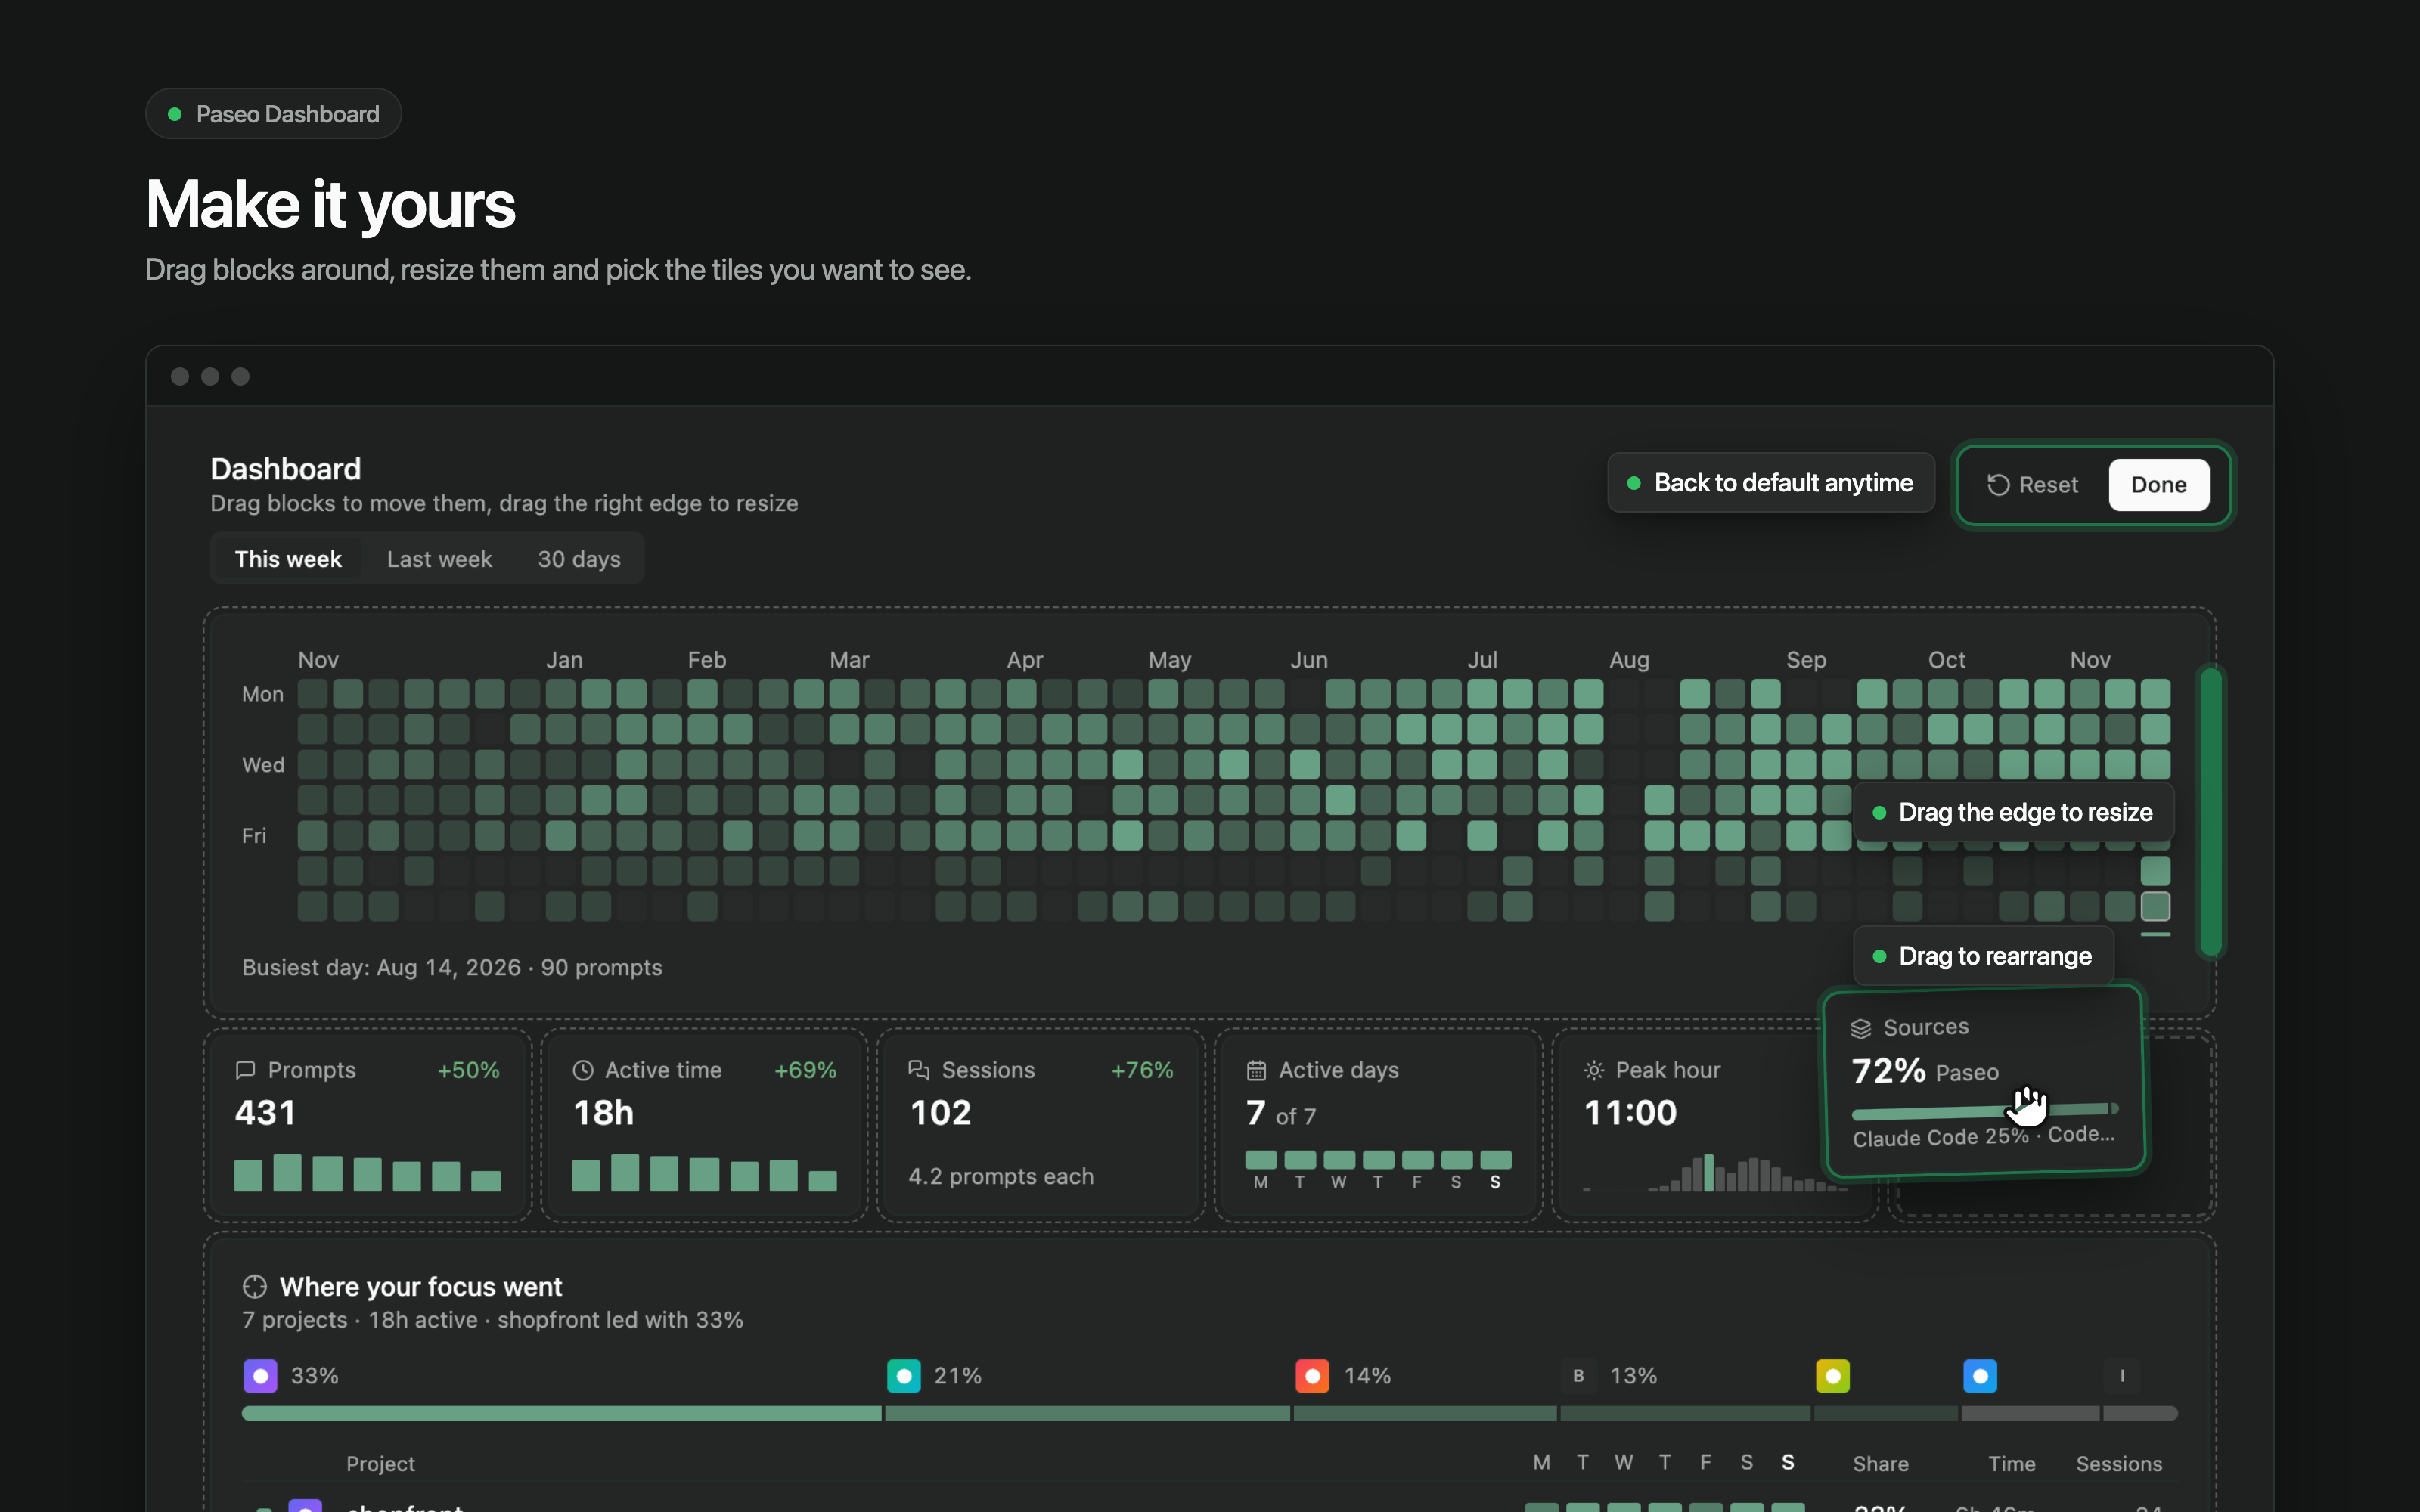 Paseo Dashboard
Make it yours
Drag blocks around, resize them and pick the tiles you want to see.
Dashboard
Drag blocks to move them, drag the right edge to resize
Back to default anytime
Reset
Done
This week
Last week
30 days
Nov Jan Feb Mar Apr May Jun Jul Aug Sep Oct Nov
Mon
Wed
Drag the edge to resize
Fri
Busiest day: Aug 14, 2026 · 90 prompts
Drag to rearrange
Prompts +50%
431
Active time +69%
18h
Sessions +76%
102
4.2 prompts each
Active days
7 of 7
M T W T F S S
Peak hour
11:00
Sources
72% Paseo
Claude Code 25% · Code...
Where your focus went
7 projects · 18h active · shopfront led with 33%
33% 21% 14% B 13% I
Project M T W T F S S Share Time Sessions
shopfront